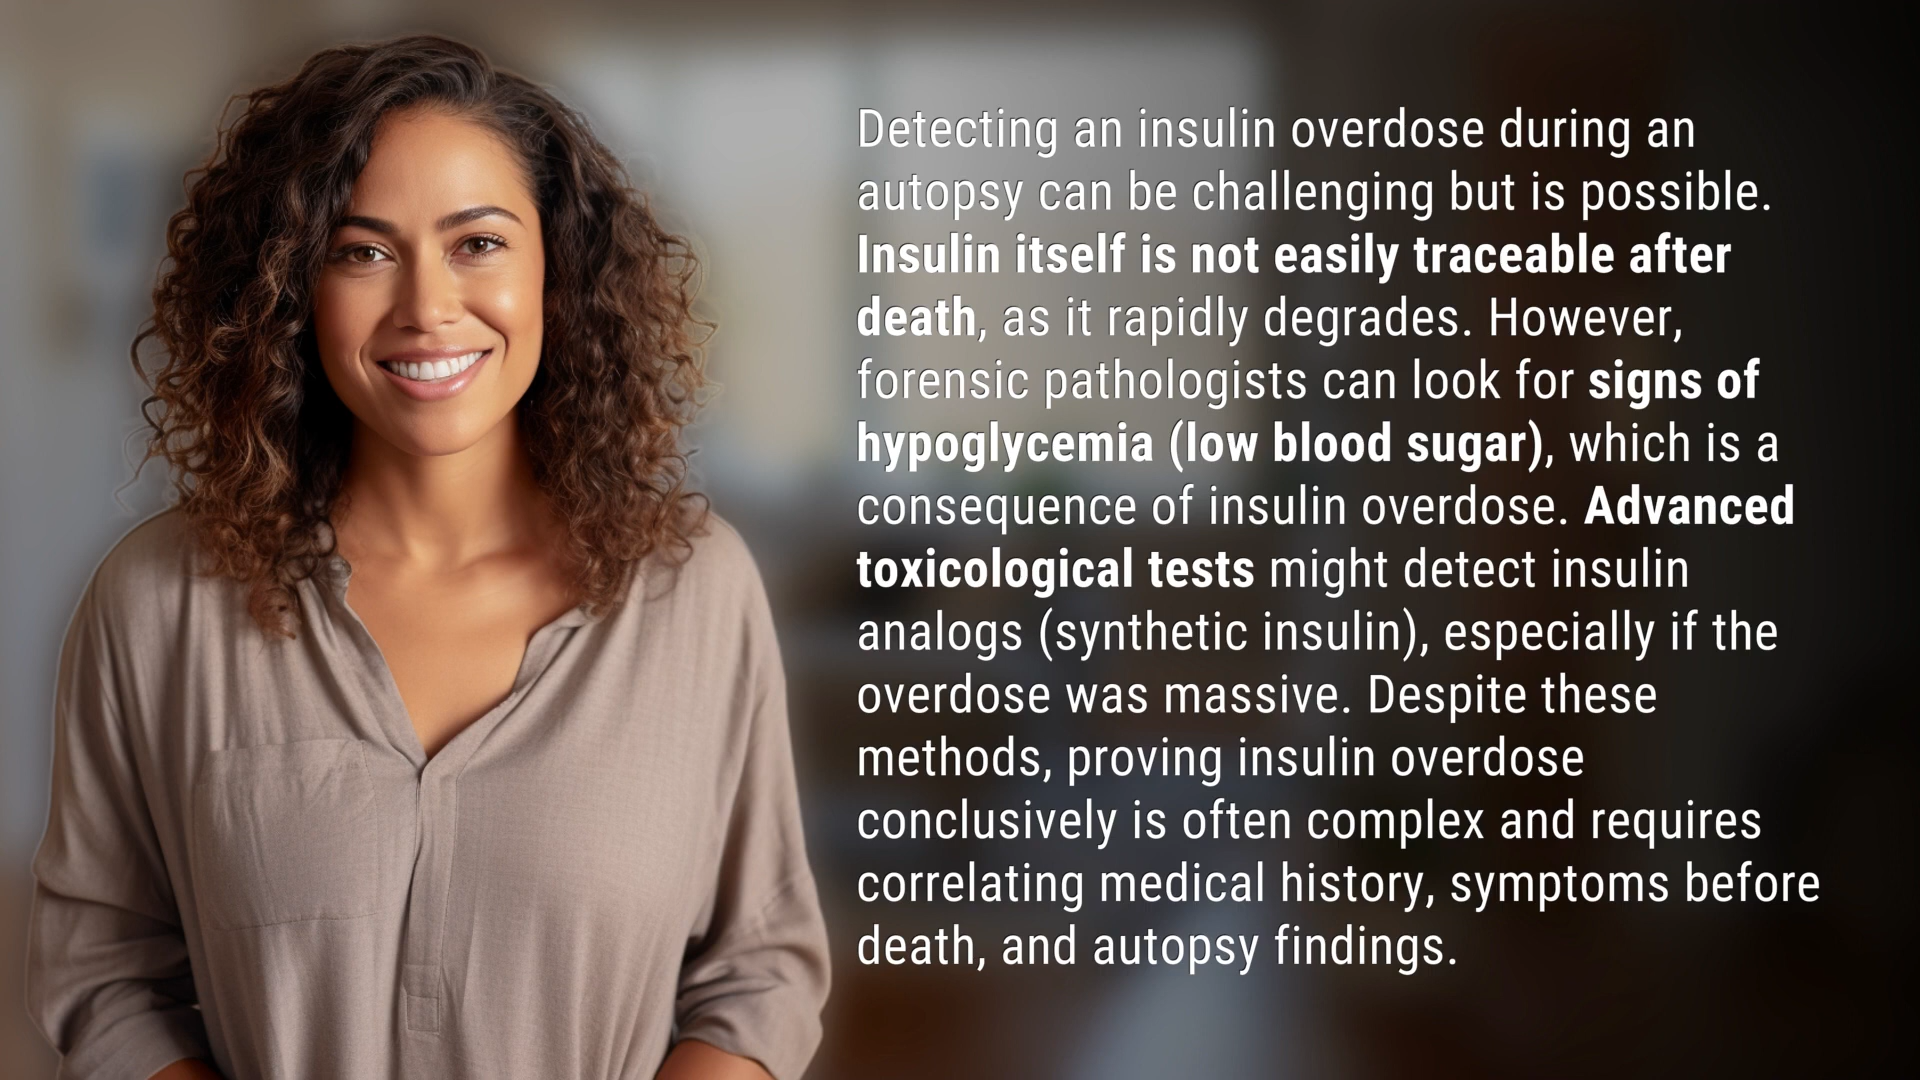 Detecting an insulin overdose during an
autopsy can be challenging but is possible.
Insulin itself is not easily traceable after
death, as it rapidly degrades. However,
forensic pathologists can look for signs of
hypoglycemia (low blood sugar), which is a
consequence of insulin overdose. Advanced
toxicological tests might detect insulin
analogs (synthetic insulin), especially if the
overdose was massive. Despite these
methods, proving insulin overdose
conclusively is often complex and requires
correlating medical history, symptoms before
death, and autopsy findings.